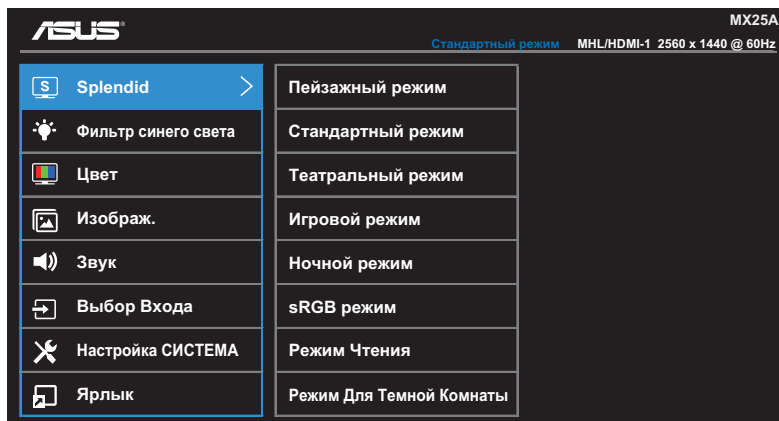 ASUS
MX25A
Стандартный режим MHL/HDMI-1 2560 x 1440 @ 60Hz
S Splendid
Фильтр синего света
Цвет
Изображ.
Звук
Выбор Входа
Настройка СИСТЕМА
Ярлык
Пейзажный режим
Стандартный режим
Театральный режим
Игровой режим
Ночной режим
sRGB режим
Режим Чтения
Режим Для Темной Комнаты